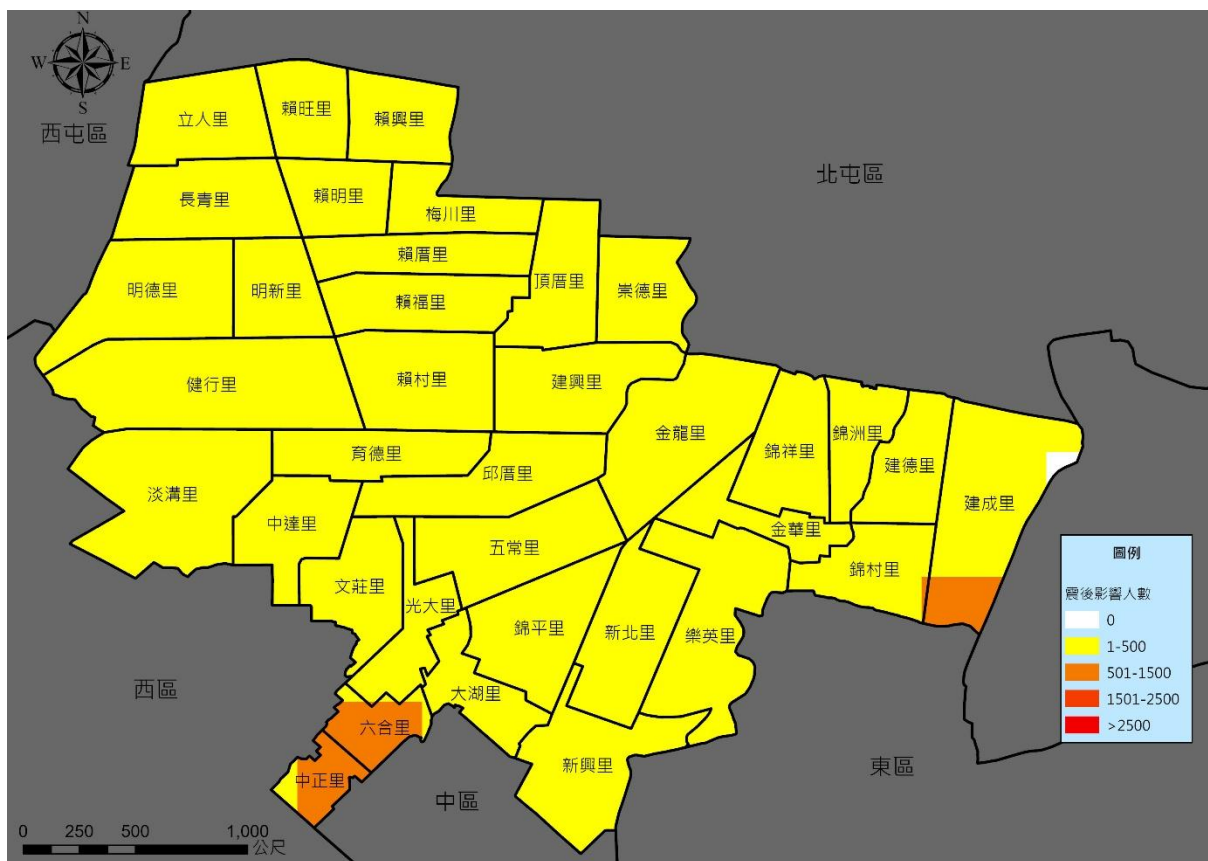 N
W E
S
西屯區
北屯區
立人里
賴旺里
賴興里
長青里
賴明里
梅川里
賴厝里
頂厝里
崇德里
明德里
明新里
賴福里
健行里
賴村里
建興里
金龍里
錦祥里
錦洲里
建德里
建成里
育德里
邱厝里
淡溝里
中達里
五常里
金華里
錦村里
文莊里
光大里
錦平里
新北里
樂英里
西區
大湖里
六合里
新興里
東區
中正里
中區
圖例
震後影響人數
0
1-500
501-1500
1501-2500
>2500
0 250 500 1,000
公尺